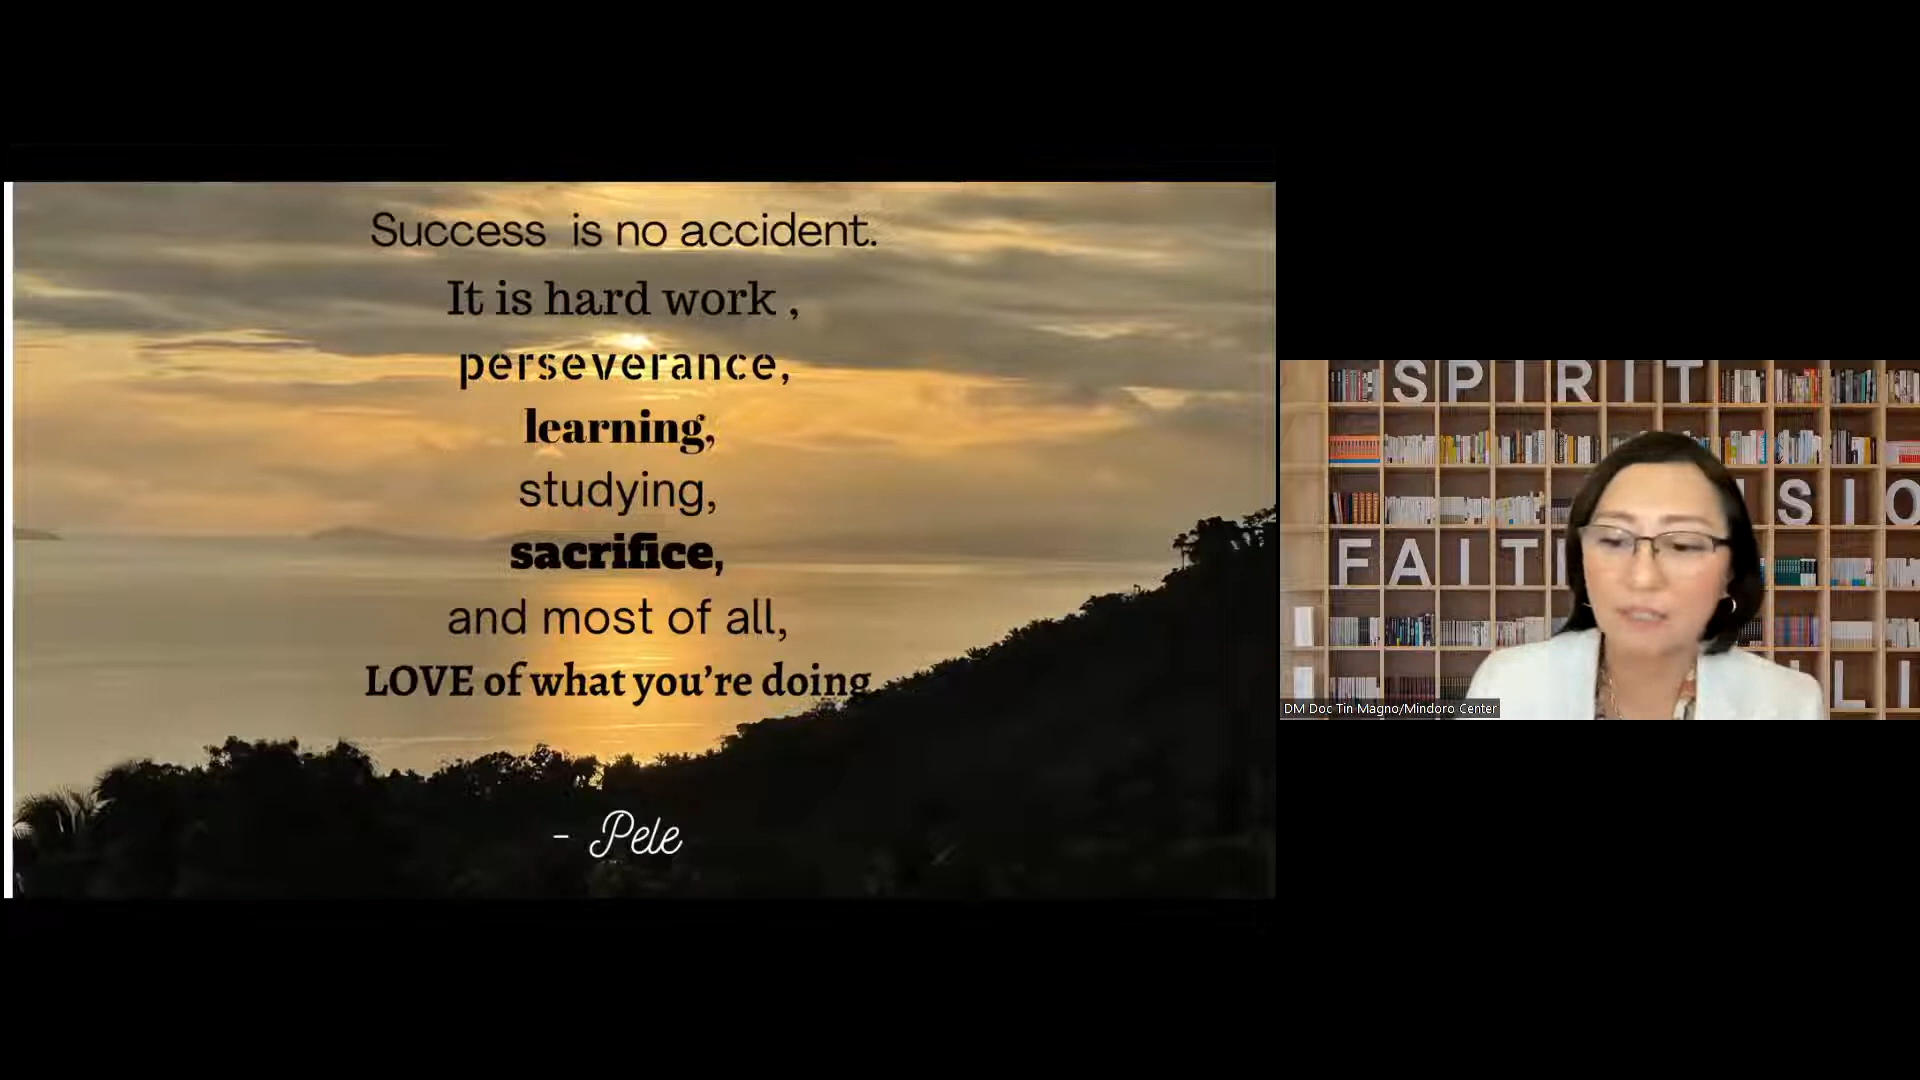 Success is no accident.
It is hard work ,
perseverance,
learning,
studying,
sacrifice,
and most of all,
LOVE of what you're doing
- Pele
SPIRIT
SIO
FAIT
LI
DM Doc Tin Magno/Mindoro Center